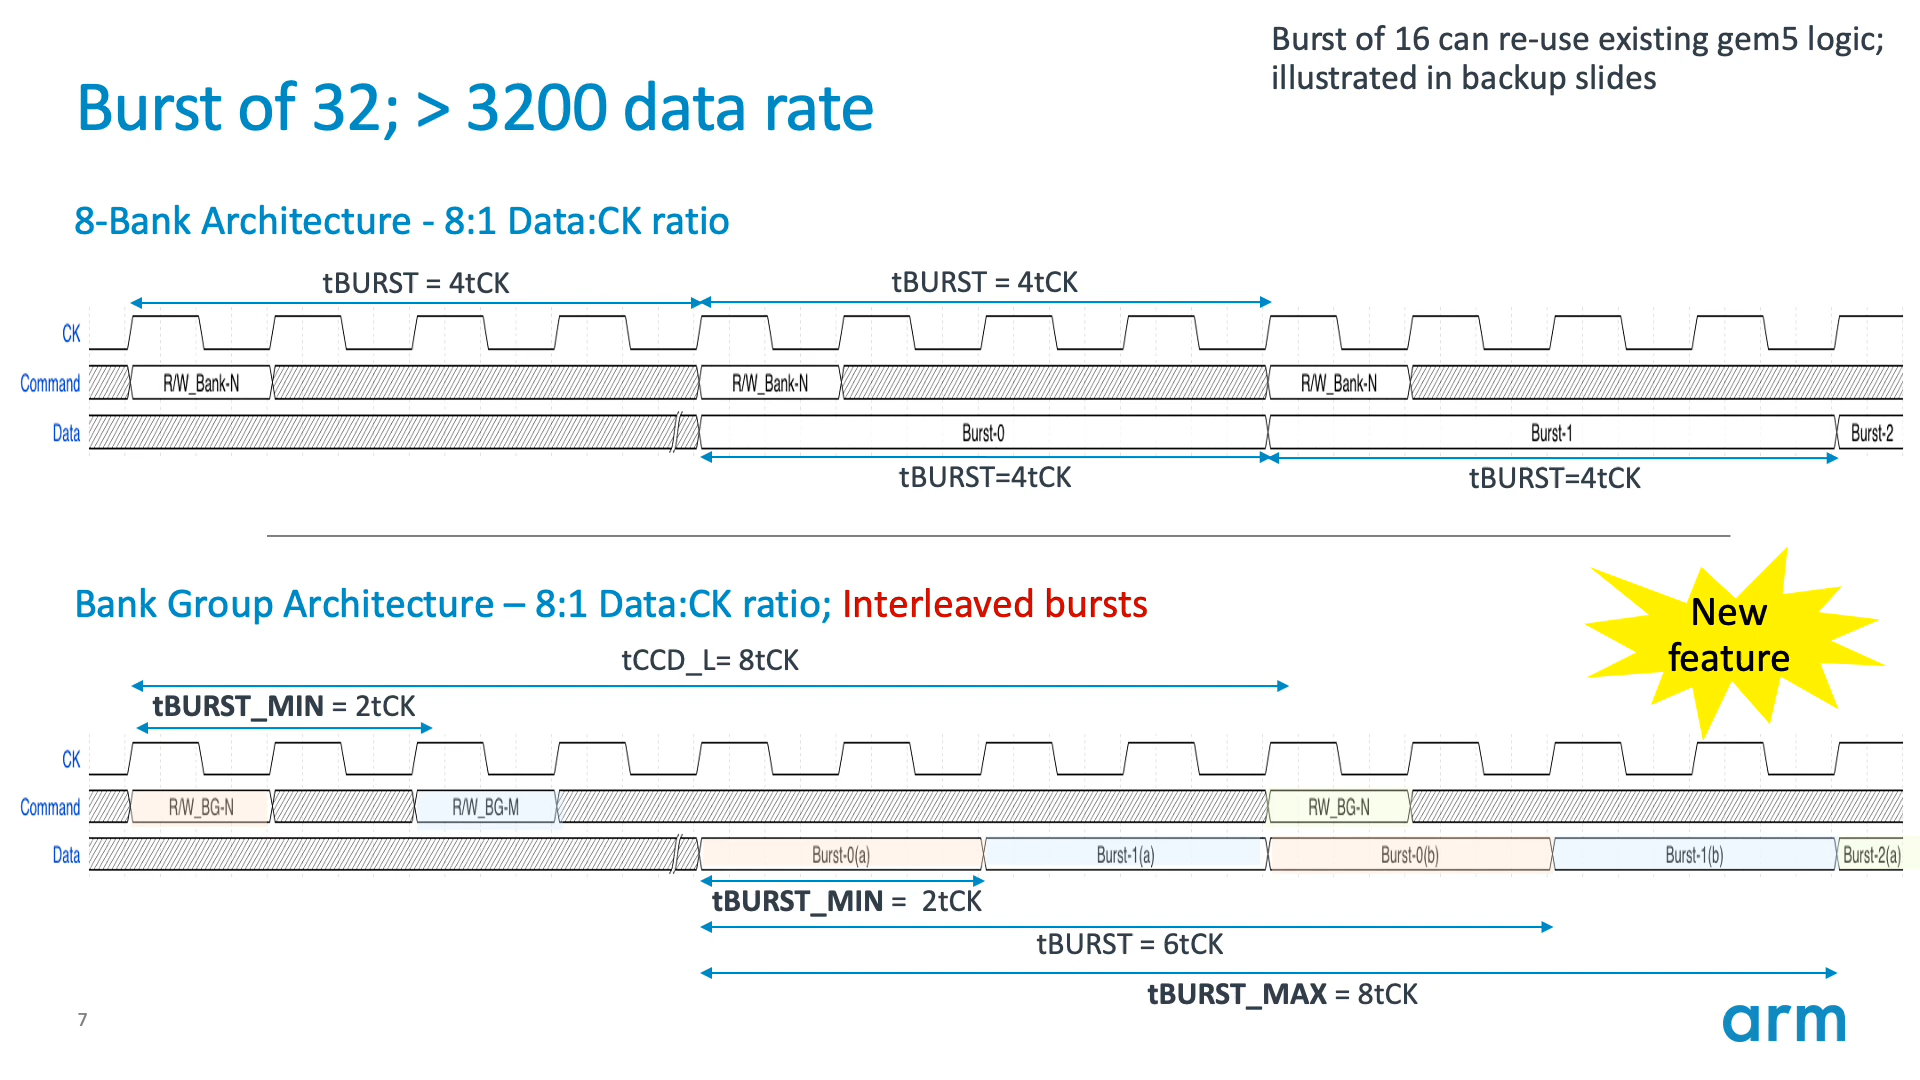 Burst of 16 can re-use existing gem5 logic;
illustrated in backup slides
Burst of 32; > 3200 data rate
8-Bank Architecture - 8:1 Data:CK ratio
tBURST = 4tCK
tBURST = 4tCK
CK
Command
R/W_Bank-N
R/W_Bank-N
R/W_Bank-N
Data
Burst-0
Burst-1
Burst-2
tBURST=4tCK
tBURST=4tCK
Bank Group Architecture – 8:1 Data:CK ratio; Interleaved bursts
New
feature
tCCD_L= 8tCK
tBURST_MIN = 2tCK
CK
Command
R/W_BG-N
R/W_BG-M
RW_BG-N
Data
Burst-0(a)
Burst-1(a)
Burst-0(b)
Burst-1(b)
Burst-2(a)
tBURST_MIN = 2tCK
tBURST = 6tCK
tBURST_MAX = 8tCK
7
arm